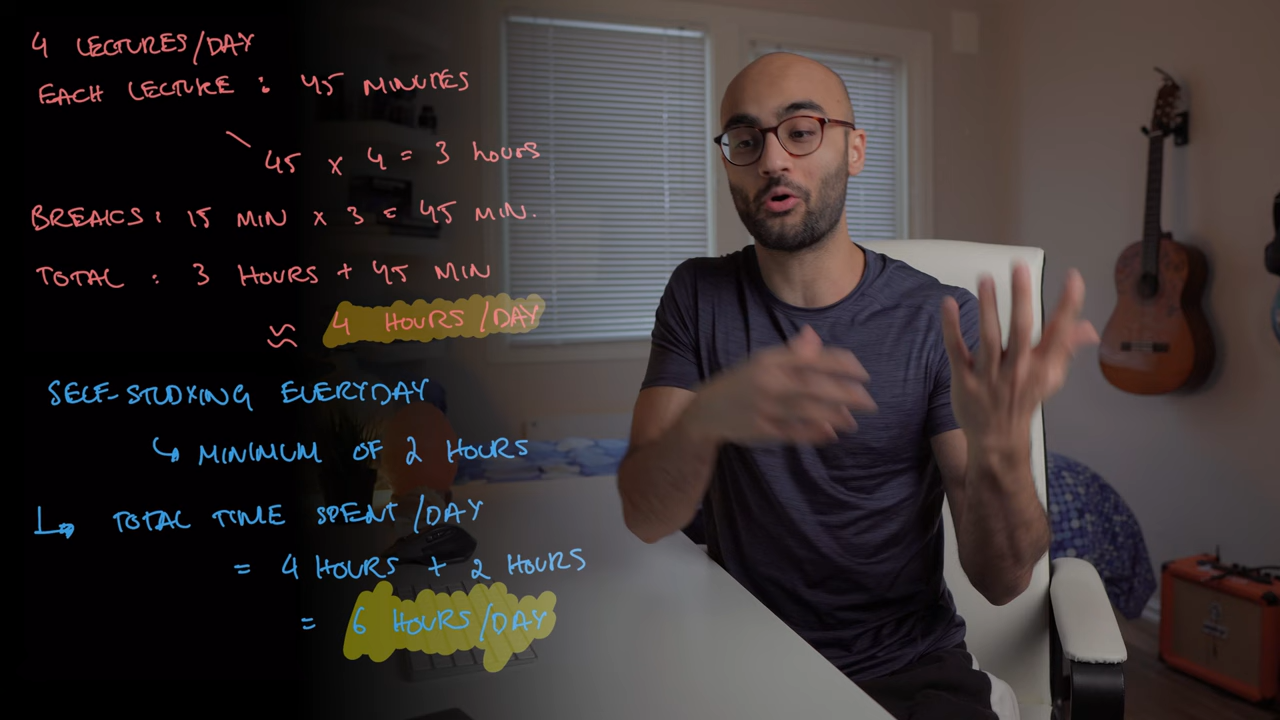 4 LECTURES/DAY
EACH LECTURE : 45 MINUTES
45 x 4 = 3 hours
BREAKS: 15 MIN x 3 = 45 MIN.
TOTAL : 3 HOURS + 45 MIN
≈ 4 HOURS/DAY
SELF-STUDYING EVERYDAY
↳ MINIMUM OF 2 HOURS
↳ TOTAL TIME SPENT/DAY
= 4 HOURS + 2 HOURS
= 6 HOURS/DAY